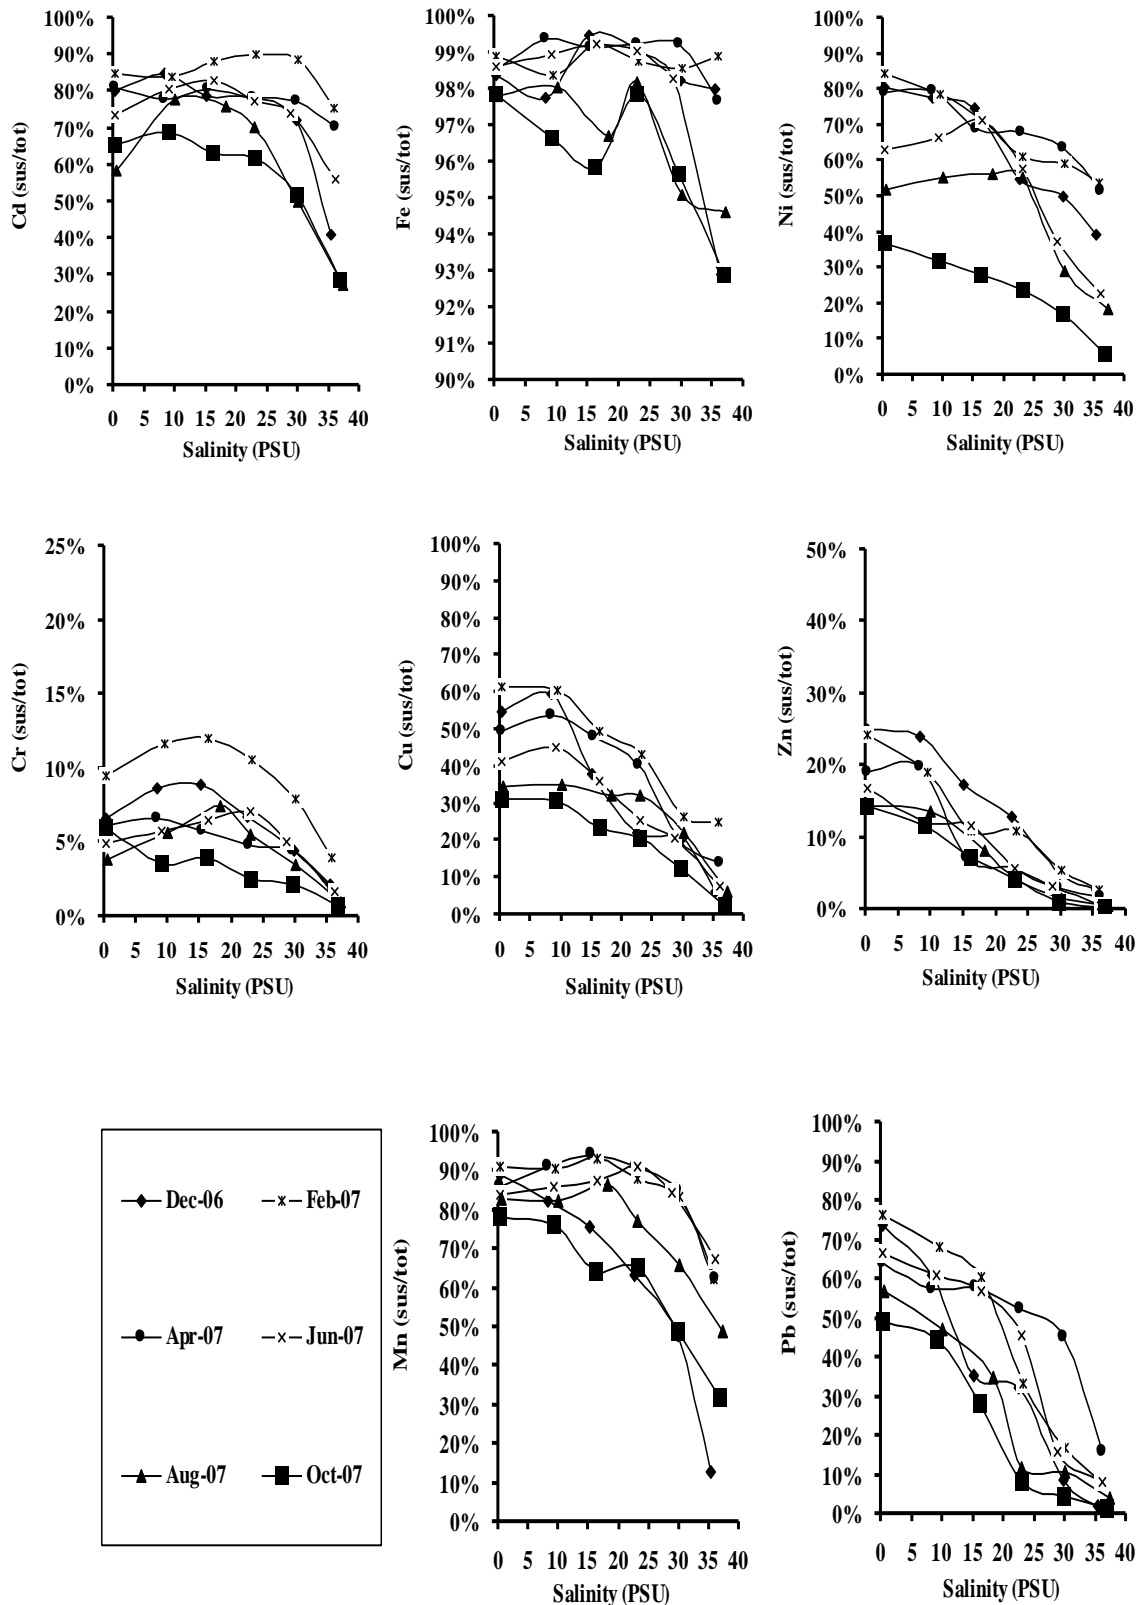 Cd (sus/tot)
100%
90%
80%
70%
60%
50%
40%
30%
20%
10%
0%
0 5 10 15 20 25 30 35 40
Salinity (PSU)
Fe (sus/tot)
100%
99%
98%
97%
96%
95%
94%
93%
92%
91%
90%
0 5 10 15 20 25 30 35 40
Salinity (PSU)
Ni (sus/tot)
100%
90%
80%
70%
60%
50%
40%
30%
20%
10%
0%
0 5 10 15 20 25 30 35 40
Salinity (PSU)
Cr (sus/tot)
25%
20%
15%
10%
5%
0%
0 5 10 15 20 25 30 35 40
Salinity (PSU)
Cu (sus/tot)
100%
90%
80%
70%
60%
50%
40%
30%
20%
10%
0%
0 5 10 15 20 25 30 35 40
Salinity (PSU)
Zn (sus/tot)
50%
40%
30%
20%
10%
0%
0 5 10 15 20 25 30 35 40
Salinity (PSU)
Dec-06 Feb-07
Apr-07 Jun-07
Aug-07 Oct-07
Mn (sus/tot)
100%
90%
80%
70%
60%
50%
40%
30%
20%
10%
0%
0 5 10 15 20 25 30 35 40
Salinity (PSU)
Pb (sus/tot)
100%
90%
80%
70%
60%
50%
40%
30%
20%
10%
0%
0 5 10 15 20 25 30 35 40
Salinity (PSU)